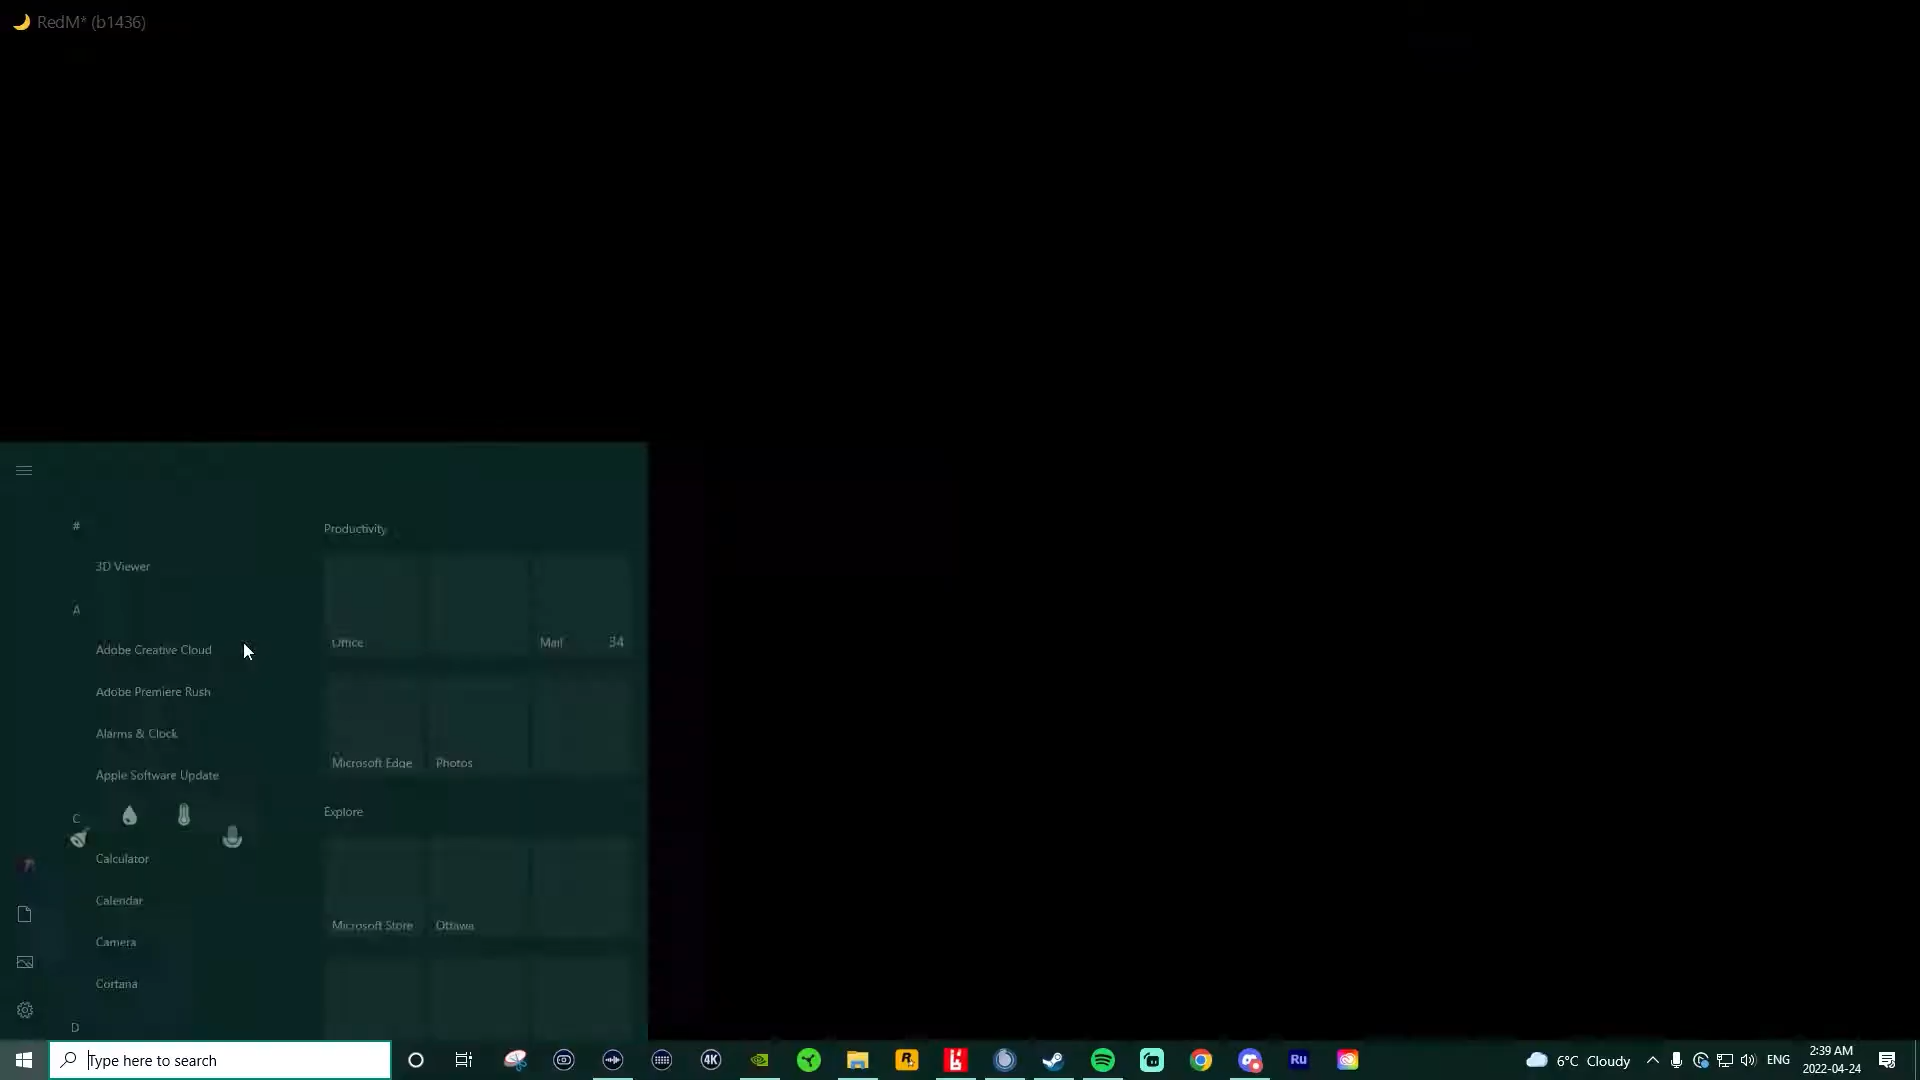 RedM* (b1436)
#
3D Viewer
A
Adobe Creative Cloud
Adobe Premiere Rush
Alarms & Clock
Apple Software Update
C
Calculator
Calendar
Camera
Cortana
D
Productivity
Office
Mail 34
Microsoft Edge Photos
Explore
Microsoft Store Ottawa
Type here to search
4K
R
Ru
6°C Cloudy
ENG
2:39 AM
2022-04-24